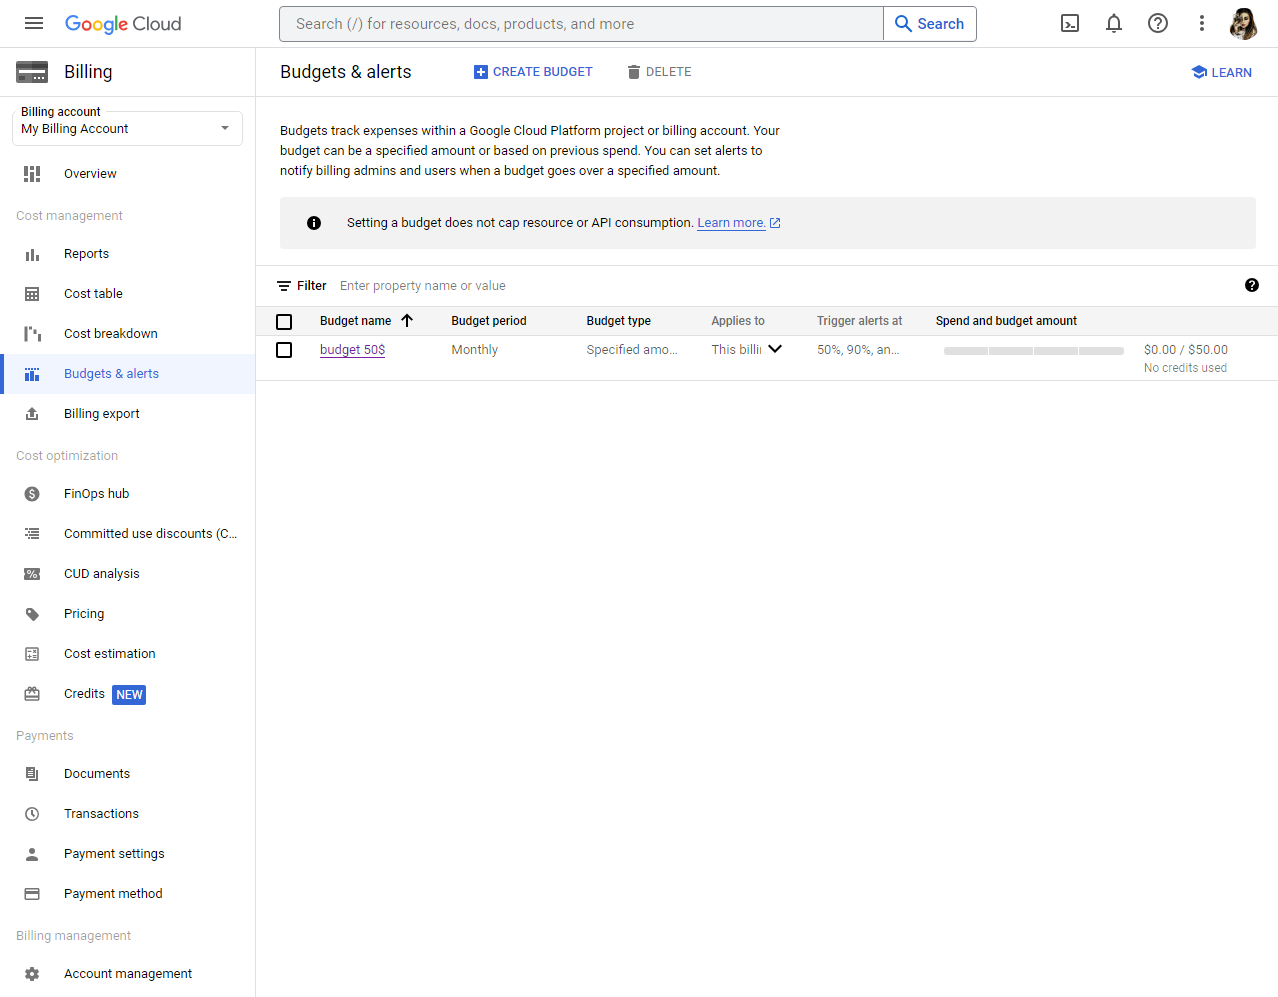 Google Cloud
Search (/) for resources, docs, products, and more
Search
Billing
Billing account
My Billing Account
Overview
Cost management
Reports
Cost table
Cost breakdown
Budgets & alerts
Billing export
Cost optimization
FinOps hub
Committed use discounts (C...
CUD analysis
Pricing
Cost estimation
Credits NEW
Payments
Documents
Transactions
Payment settings
Payment method
Billing management
Account management
Budgets & alerts
CREATE BUDGET
DELETE
LEARN
Budgets track expenses within a Google Cloud Platform project or billing account. Your
budget can be a specified amount or based on previous spend. You can set alerts to
notify billing admins and users when a budget goes over a specified amount.
Setting a budget does not cap resource or API consumption. Learn more.
Filter Enter property name or value
Budget name Budget period Budget type Applies to Trigger alerts at Spend and budget amount
budget 50$ Monthly Specified amo... This billi 50%, 90%, an... $0.00 / $50.00
No credits used